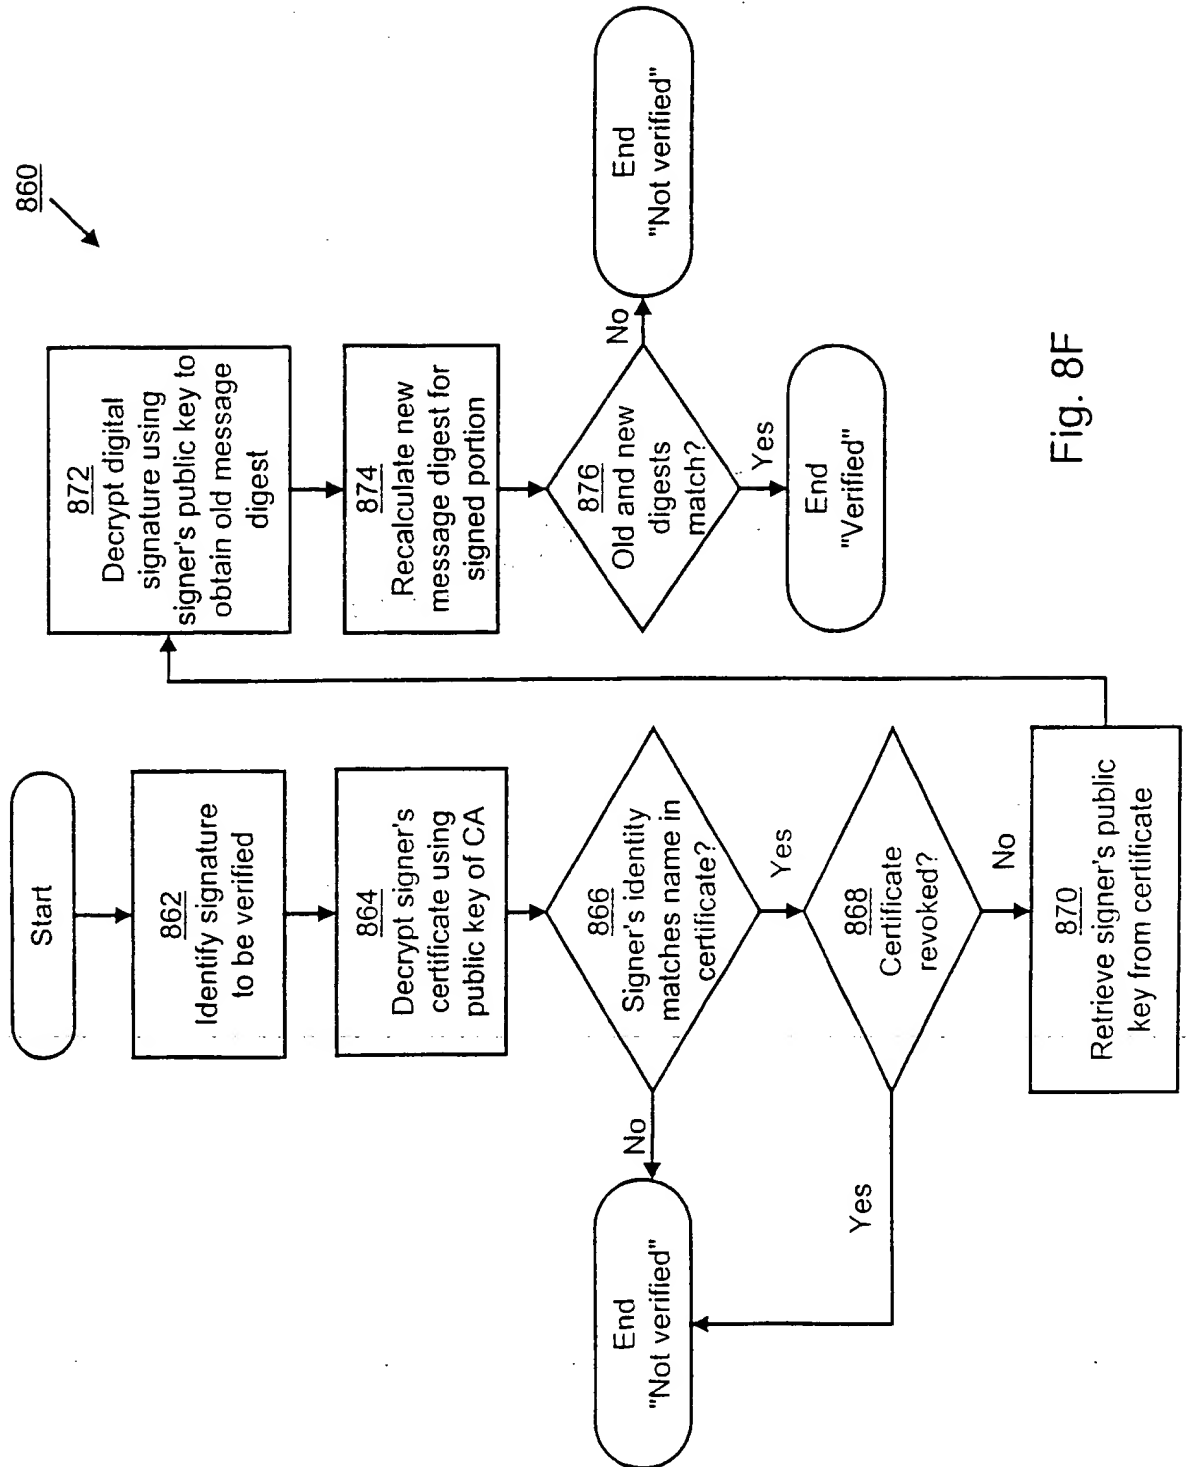 860
Start
862
Identify signature
to be verified
864
Decrypt signer's
certificate using
public key of CA
866
Signer's identity
matches name in
certificate?
No
Yes
End
"Not verified"
868
Certificate
revoked?
Yes
No
870
Retrieve signer's public
key from certificate
872
Decrypt digital
signature using
signer's public key to
obtain old message
digest
874
Recalculate new
message digest for
signed portion
876
Old and new
digests
match?
No
Yes
End
"Not verified"
End
"Verified"
Fig. 8F